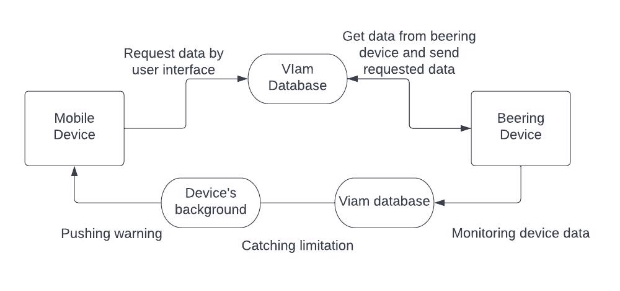 Request data by
user interface
VIam
Database
Get data from beering
device and send
requested data
Mobile
Device
Beering
Device
Device's
background
Viam database
Pushing warning
Catching limitation
Monitoring device data